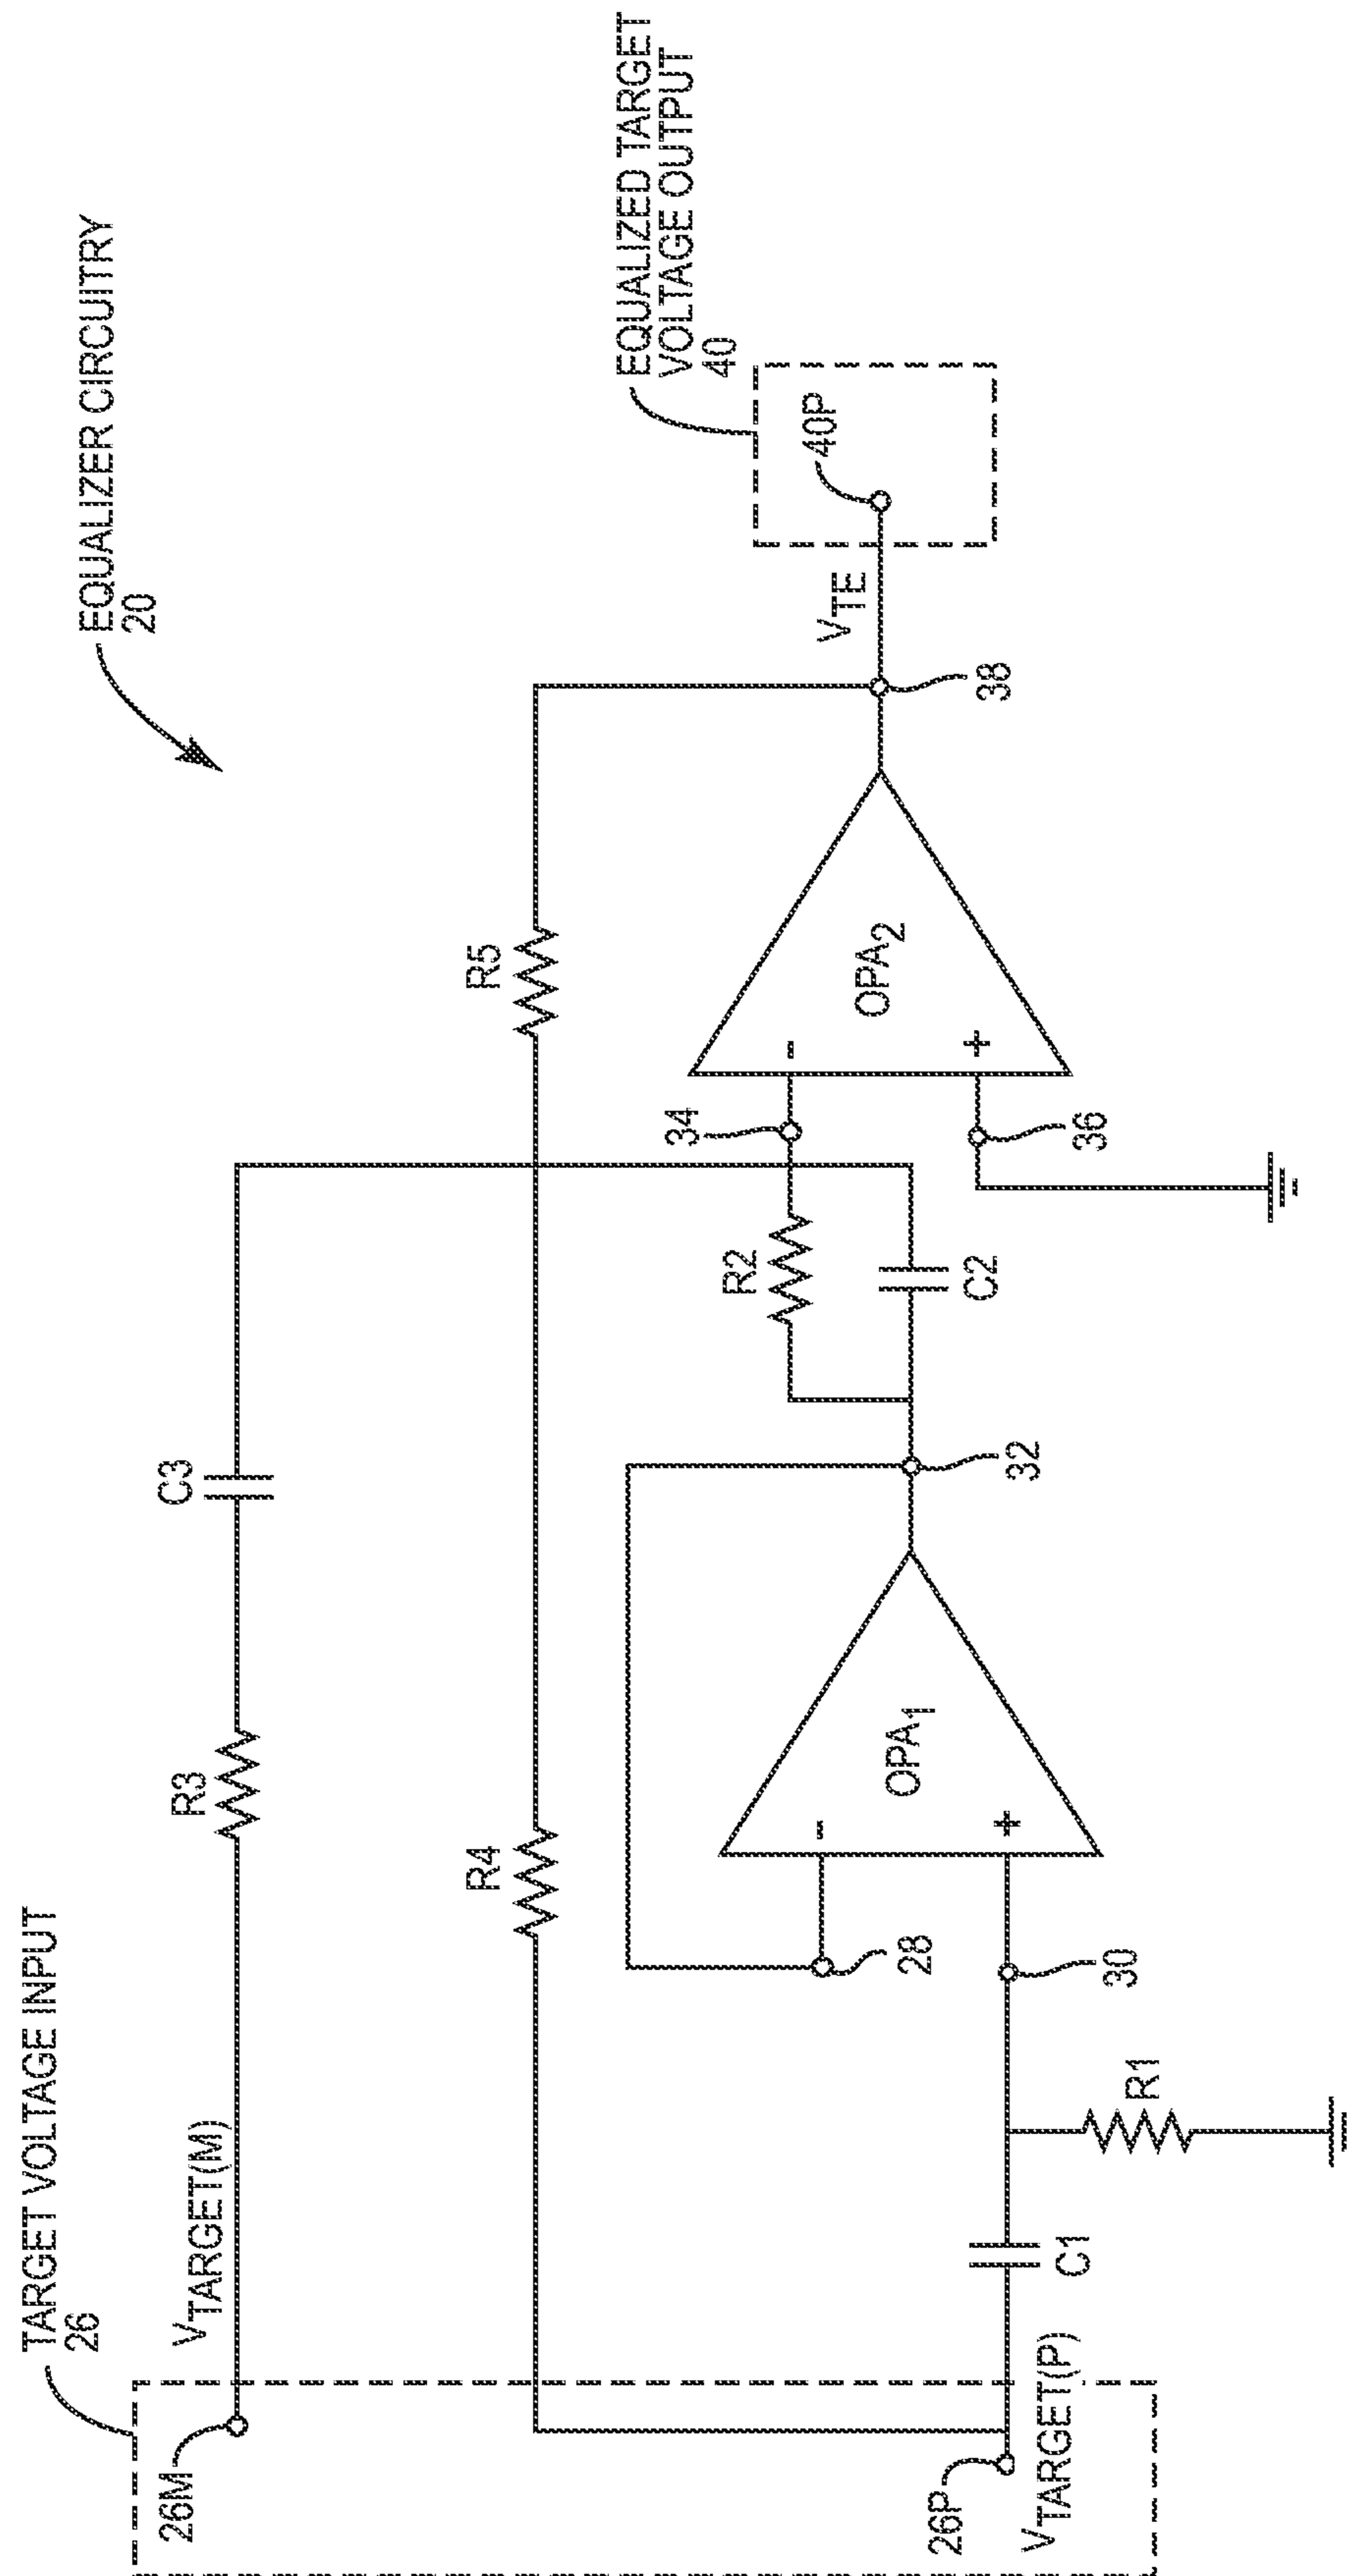 EQUALIZER CIRCUITRY
20
TARGET VOLTAGE INPUT
26
26M
VTARGET(M)
R3
C3
EQUALIZED TARGET
VOLTAGE OUTPUT
40
R4
R5
40P
VTE
38
34
R2
-
OPA2
+
36
C2
32
28
-
OPA1
+
30
26P
VTARGET(P)
C1
R1